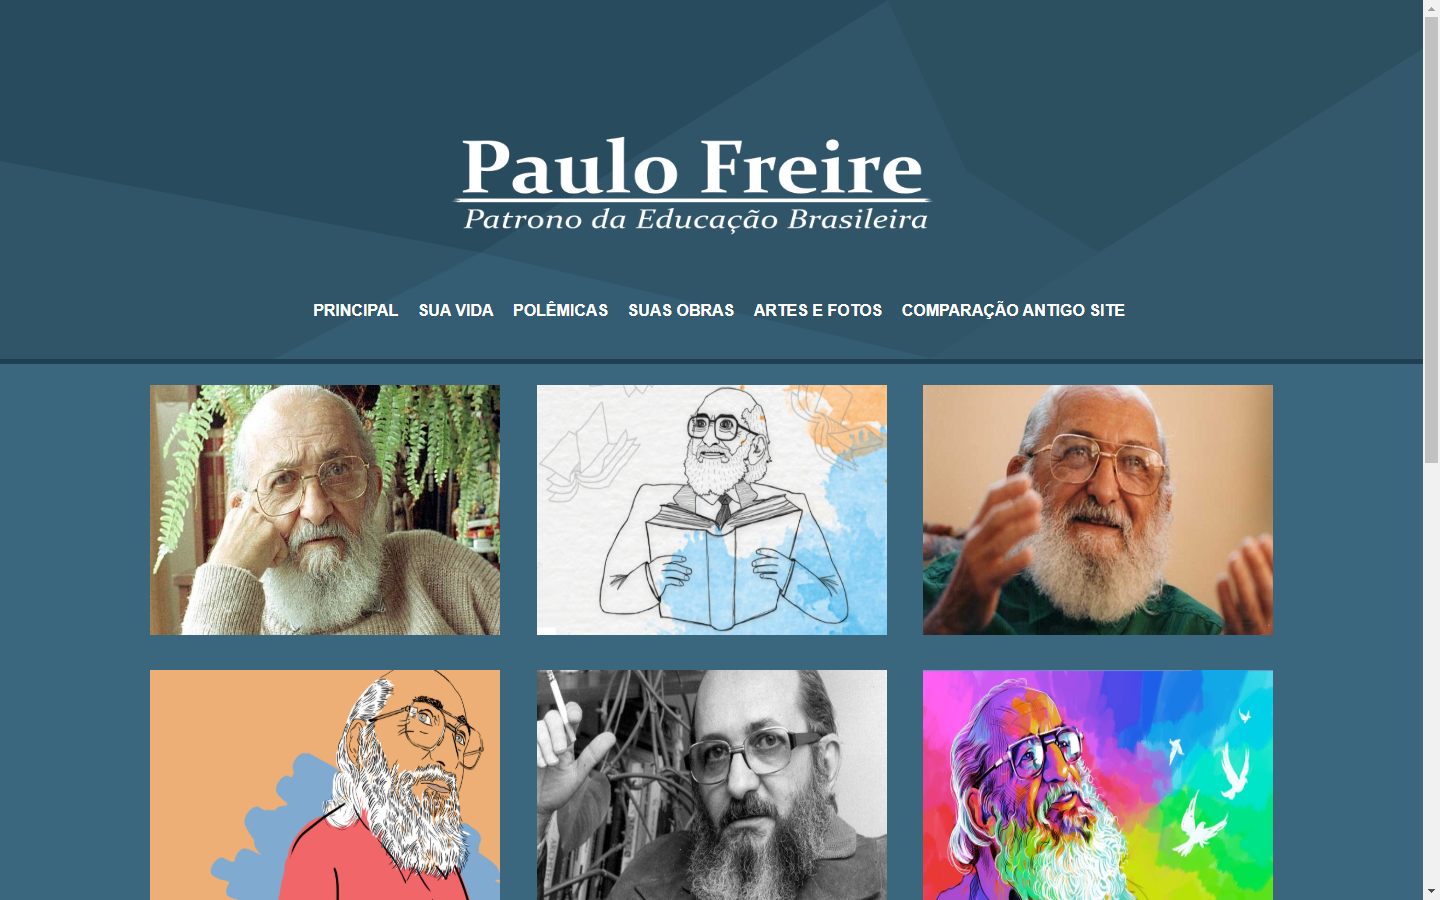 Paulo Freire
Patrono da Educação Brasileira
PRINCIPAL SUA VIDA POLÊMICAS SUAS OBRAS ARTES E FOTOS COMPARAÇÃO ANTIGO SITE